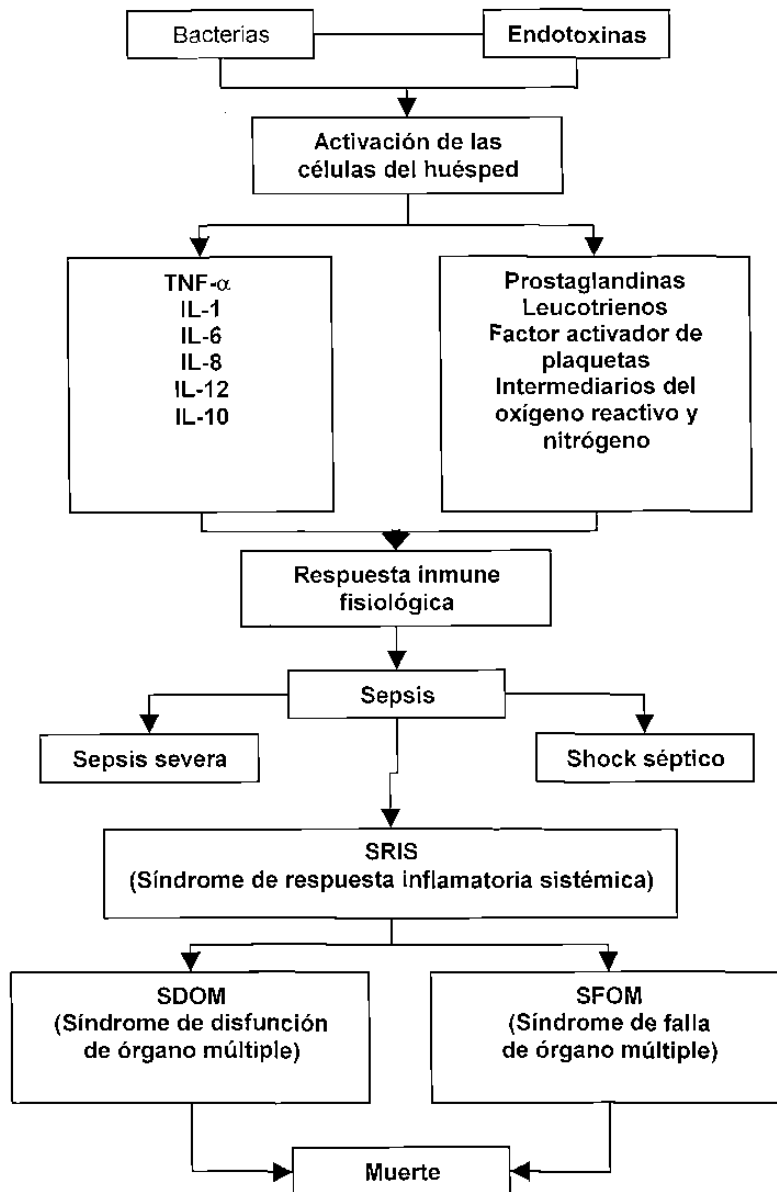 Bacterias
Endotoxinas
Activación de las
células del huésped
TNF-α
IL-1
IL-6
IL-8
IL-12
IL-10
Prostaglandinas
Leucotrienos
Factor activador de
plaquetas
Intermediarios del
oxígeno reactivo y
nitrógeno
Respuesta inmune
fisiológica
Sepsis
Sepsis severa
Shock séptico
SRIS
(Síndrome de respuesta inflamatoria sistémica)
SDOM
(Síndrome de disfunción
de órgano múltiple)
SFOM
(Síndrome de falla
de órgano múltiple)
Muerte